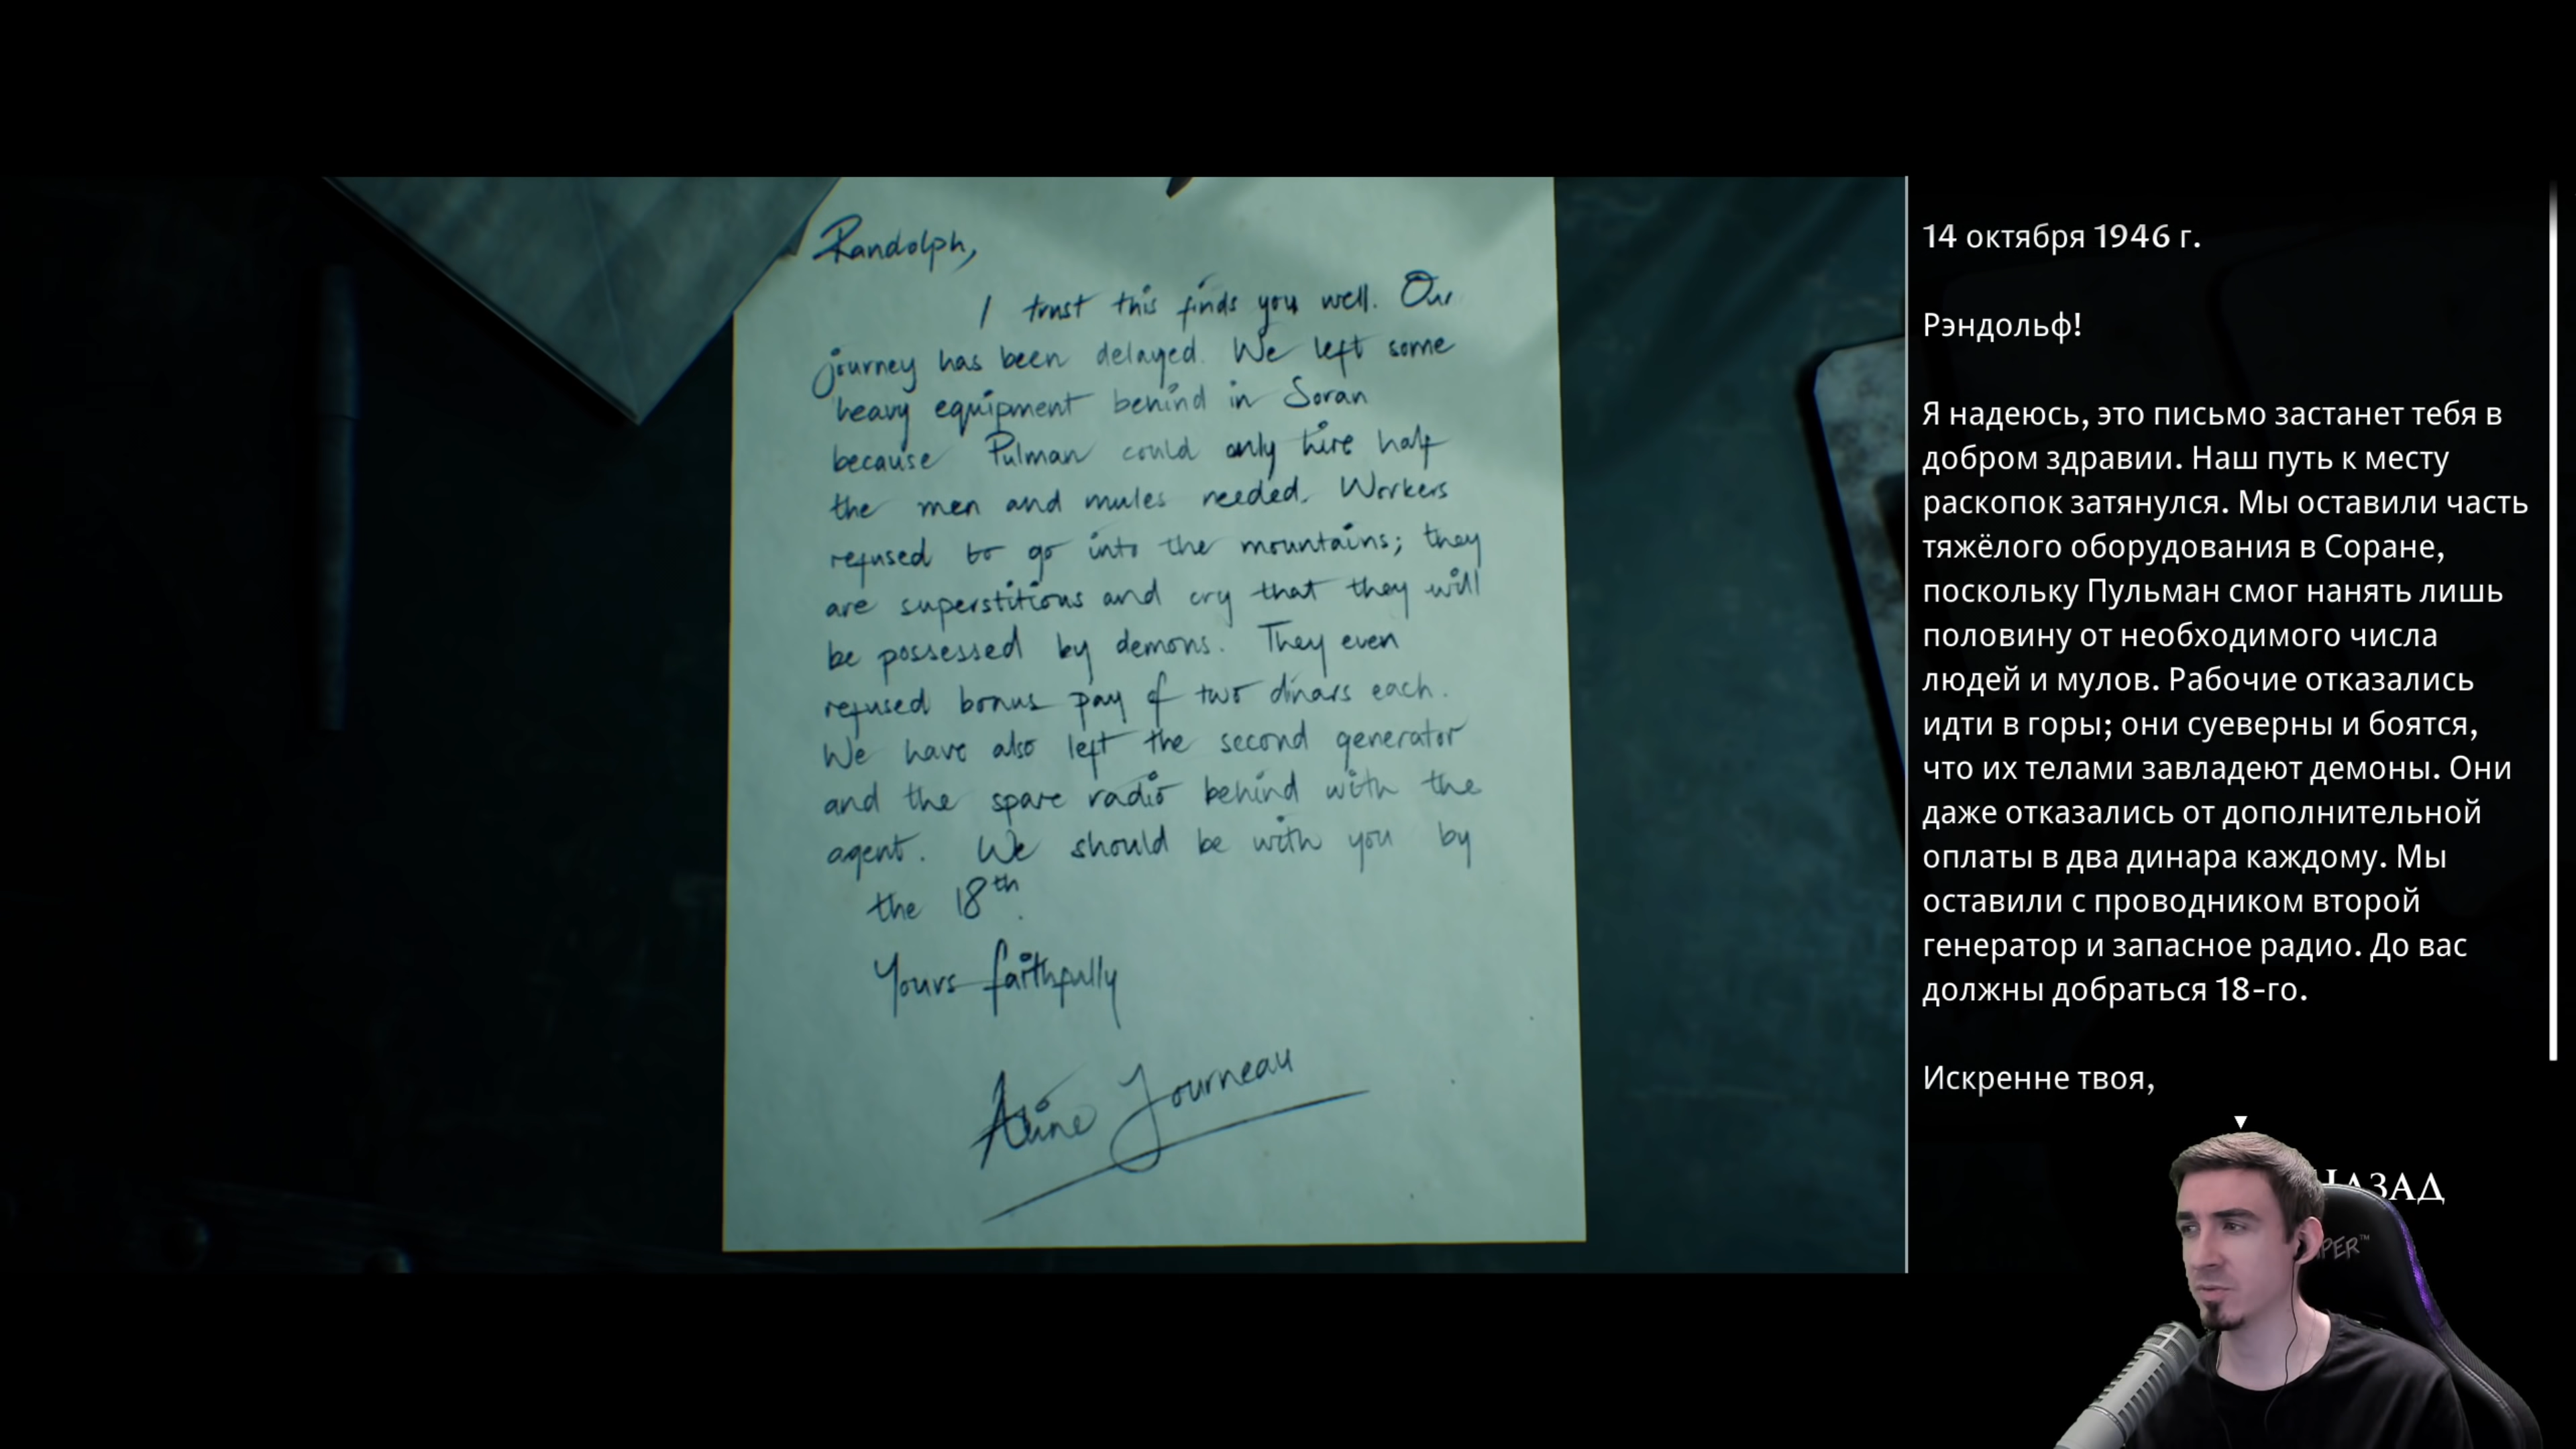 Randolph,
I trust this finds you well. Our
journey has been delayed. We left some
heavy equipment behind in Soran
because Pulman could only hire half
the men and mules needed. Workers
refused to go into the mountains; they
are superstitious and cry that they will
be possessed by demons. They even
refused bonus pay of two dinars each.
We have also left the second generator
and the spare radio behind with the
agent. We should be with you by
the 18th.
Yours faithfully
Journeau
14 октября 1946 г.
Рэндольф!
Я надеюсь, это письмо застанет тебя в
добром здравии. Наш путь к месту
раскопок затянулся. Мы оставили часть
тяжёлого оборудования в Соране,
поскольку Пульман смог нанять лишь
половину от необходимого числа
людей и мулов. Рабочие отказались
идти в горы; они суеверны и боятся,
что их телами завладеют демоны. Они
даже отказались от дополнительной
оплаты в два динара каждому. Мы
оставили с проводником второй
генератор и запасное радио. До вас
должны добраться 18-го.
Искренне твоя,
НАЗАД